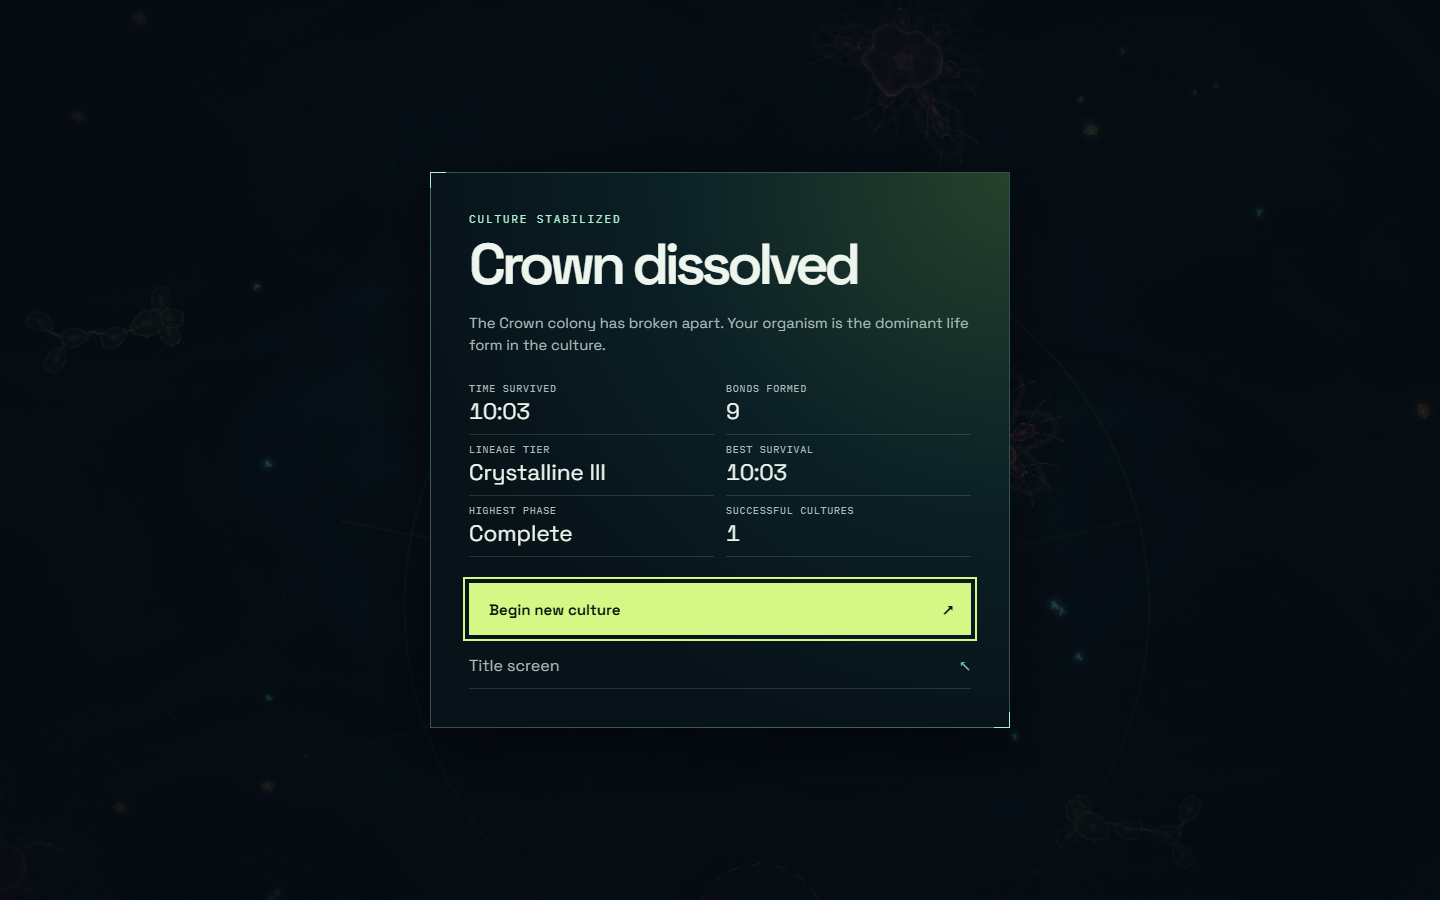 CULTURE STABILIZED
Crown dissolved
The Crown colony has broken apart. Your organism is the dominant life
form in the culture.
TIME SURVIVED
10:03
BONDS FORMED
9
LINEAGE TIER
Crystalline III
BEST SURVIVAL
10:03
HIGHEST PHASE
Complete
SUCCESSFUL CULTURES
1
Begin new culture ↗
Title screen ↖